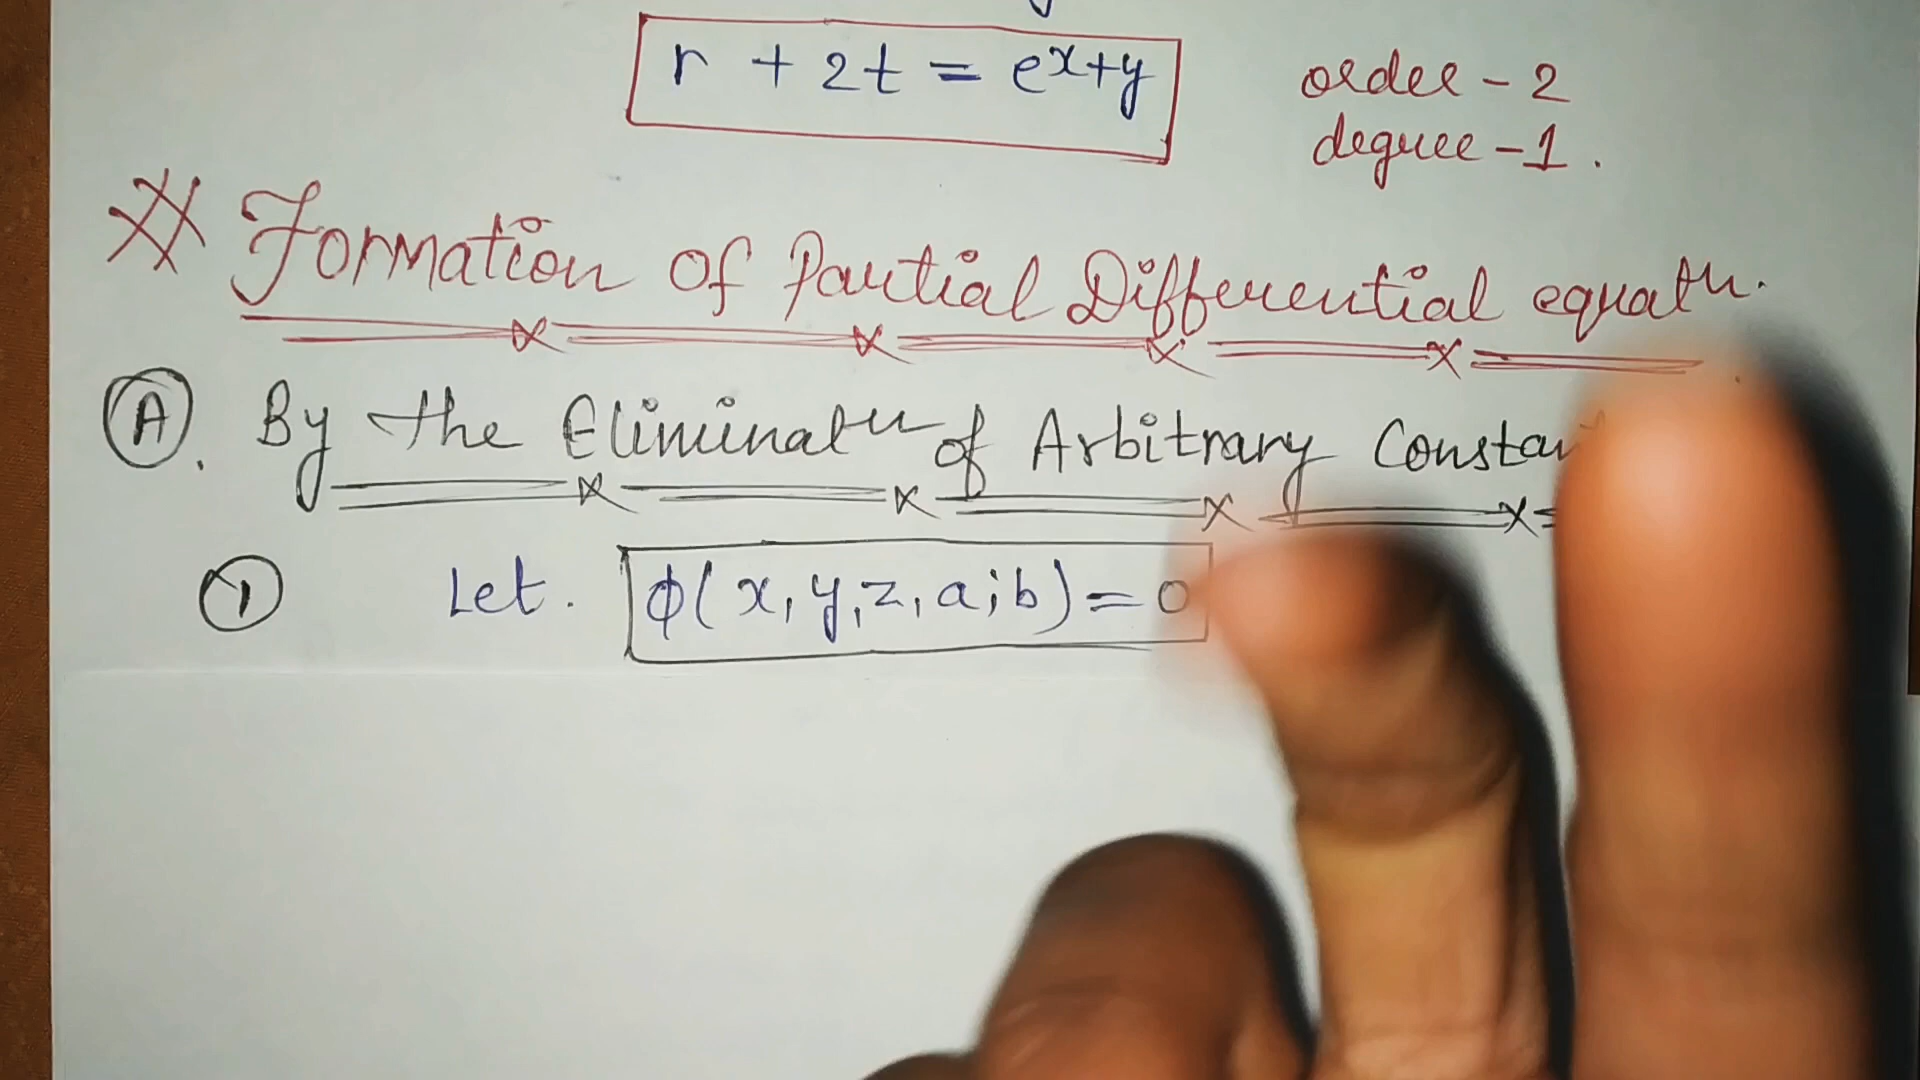 r + 2t = e^x+y
order - 2
degree - 1.
Formation of Partial Differential equatn.
(A). By the Eliminatn of Arbitrary
(1) Let. ϕ(x, y, z, a; b) = 0